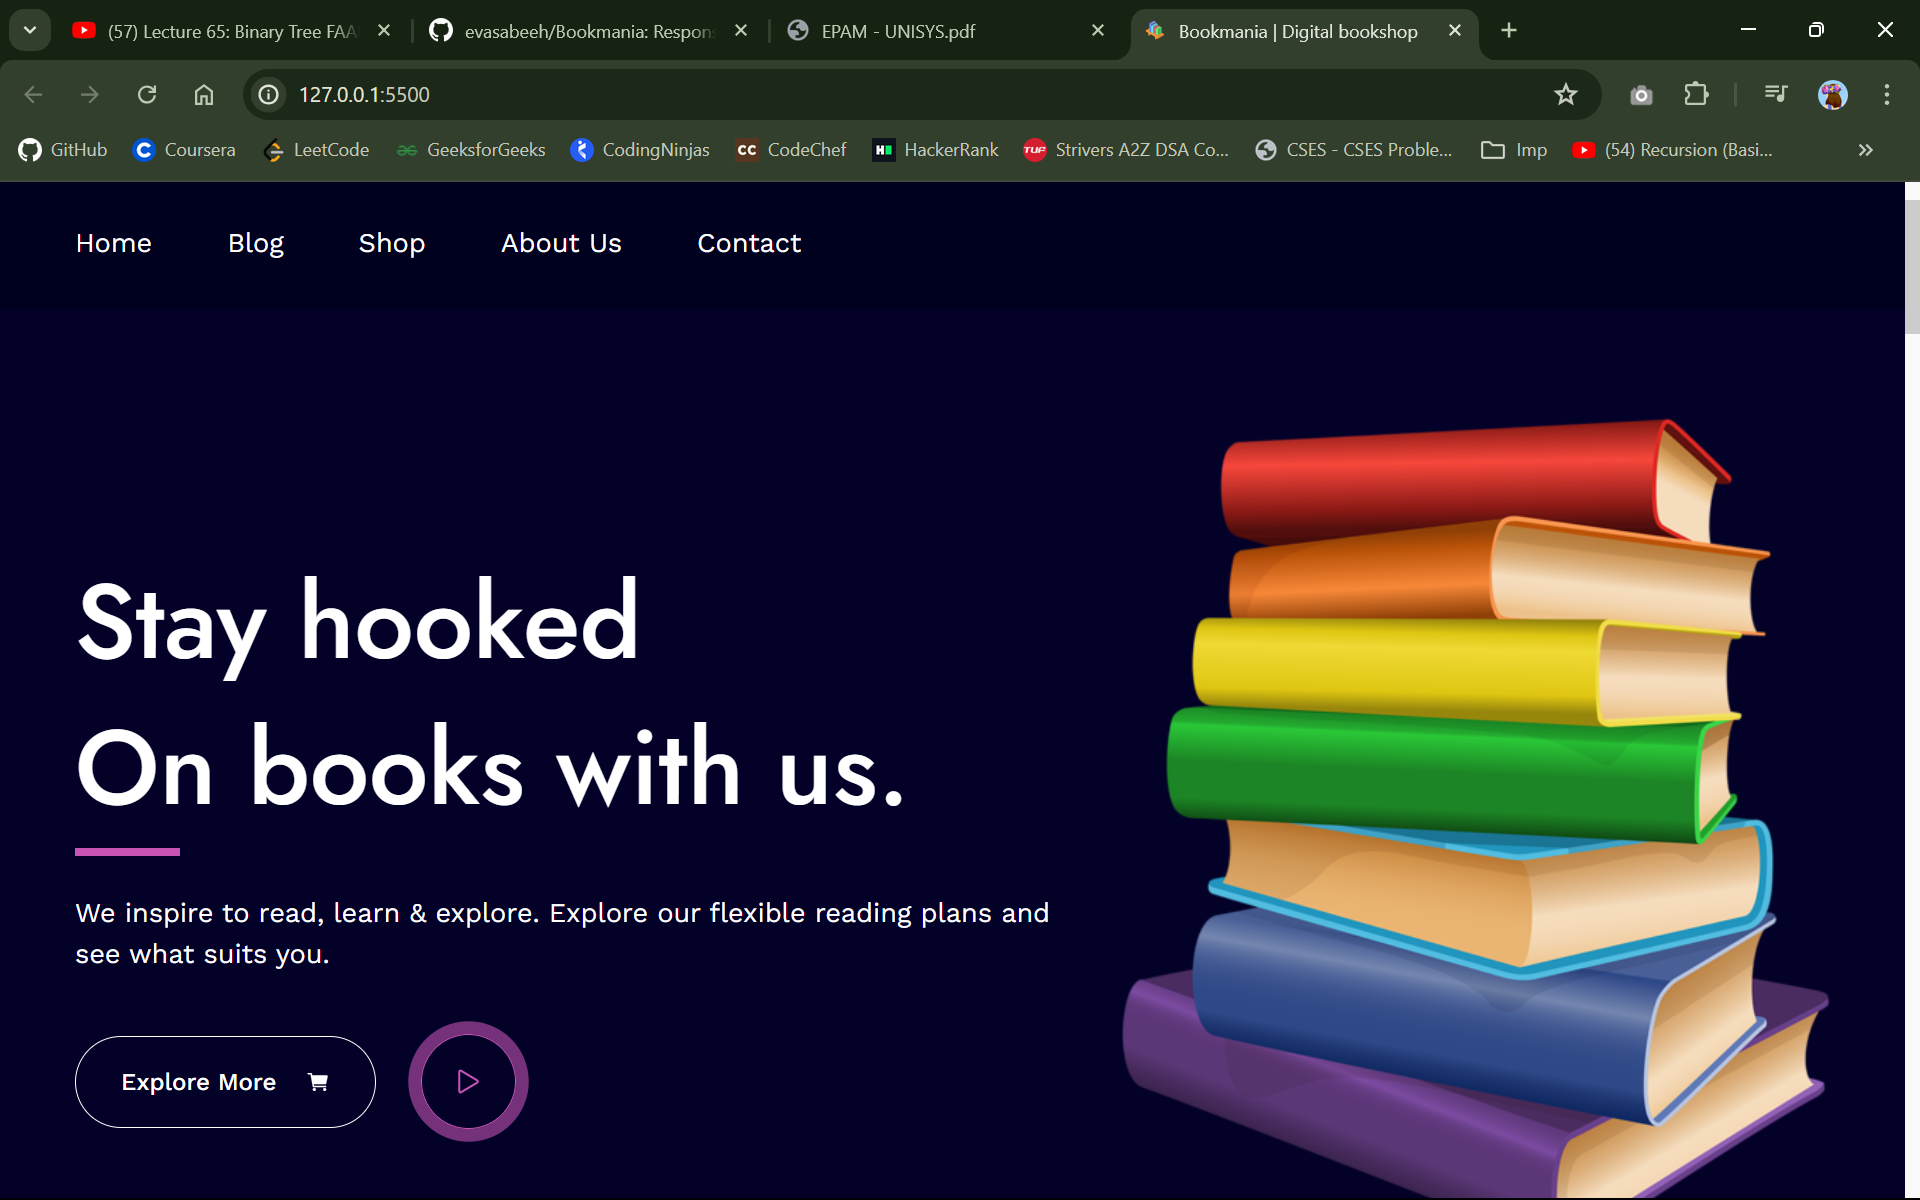 (57) Lecture 65: Binary Tree FAA
evasabeeh/Bookmania: Respons
EPAM - UNISYS.pdf
Bookmania | Digital bookshop
127.0.0.1:5500
GitHub
Coursera
LeetCode
GeeksforGeeks
CodingNinjas
CC CodeChef
H HackerRank
TUF Strivers A2Z DSA Co...
CSES - CSES Proble...
Imp
(54) Recursion (Basi...
Home
Blog
Shop
About Us
Contact
Stay hooked
On books with us.
We inspire to read, learn & explore. Explore our flexible reading plans and
see what suits you.
Explore More